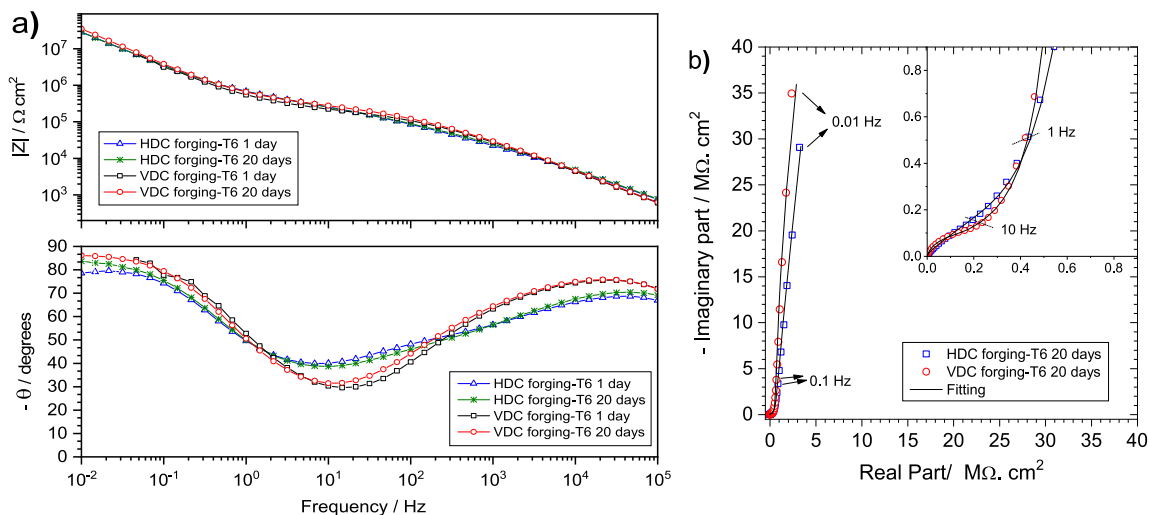 a)
|Z| / Ω cm²
10⁷
10⁶
10⁵
10⁴
10³
HDC forging-T6 1 day
HDC forging-T6 20 days
VDC forging-T6 1 day
VDC forging-T6 20 days
- θ / degrees
90
80
70
60
50
40
30
20
10
0
HDC forging-T6 1 day
HDC forging-T6 20 days
VDC forging-T6 1 day
VDC forging-T6 20 days
10⁻² 10⁻¹ 10⁰ 10¹ 10² 10³ 10⁴ 10⁵
Frequency / Hz
b)
- Imaginary part / MΩ. cm²
40
35
30
25
20
15
10
5
0
0.01 Hz
0.1 Hz
0.8
0.6
0.4
0.2
0.0
1 Hz
10 Hz
0.0 0.2 0.4 0.6 0.8
HDC forging-T6 20 days
VDC forging-T6 20 days
Fitting
0 5 10 15 20 25 30 35 40
Real Part/ MΩ. cm²